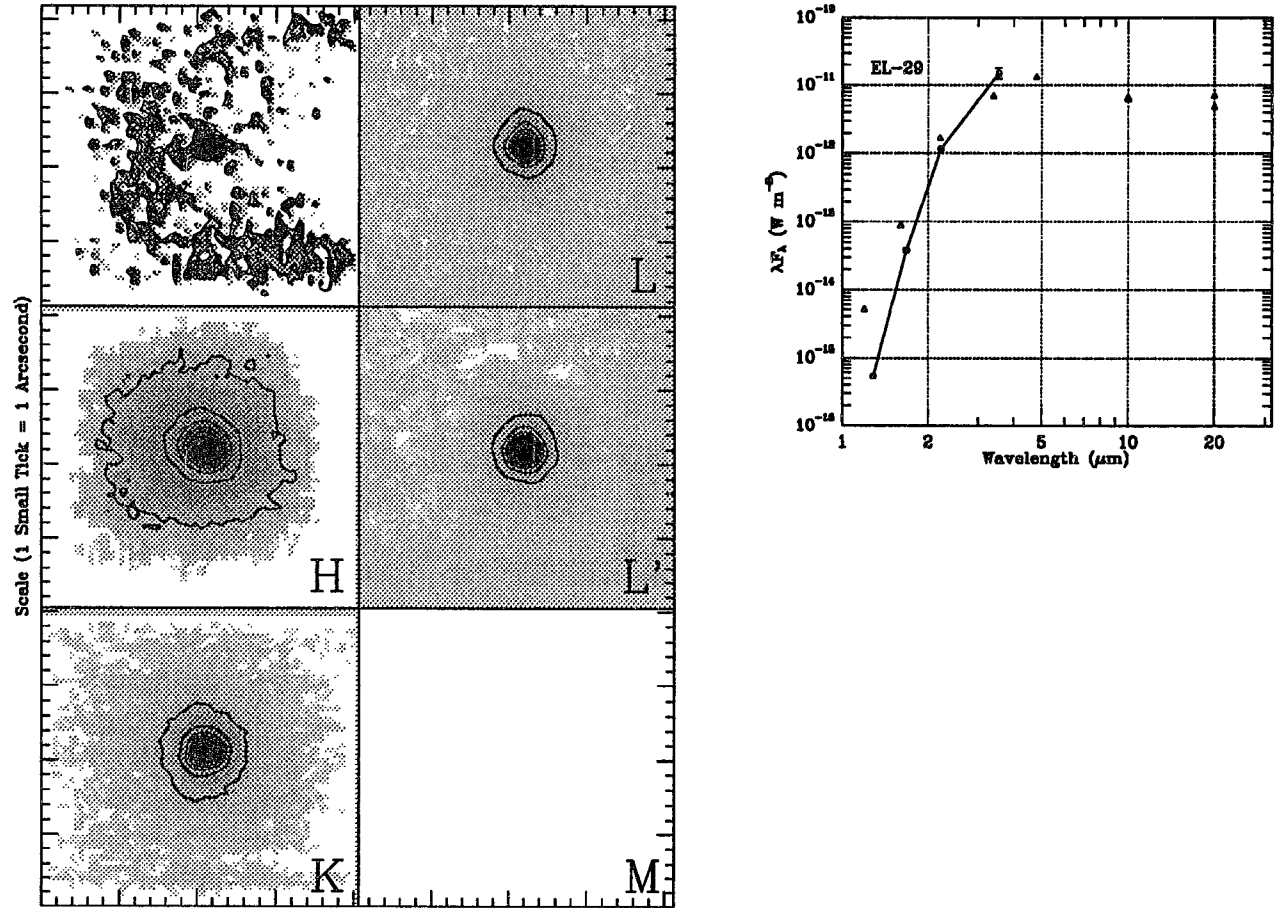 Scale (1 Small Tick = 1 Arcsecond)
J
L
H
L'
K
M
EL-29
λF_λ (W m⁻²)
10⁻¹⁰
10⁻¹¹
10⁻¹²
10⁻¹³
10⁻¹⁴
10⁻¹⁵
10⁻¹⁶
1 2 5 10 20
Wavelength (μm)